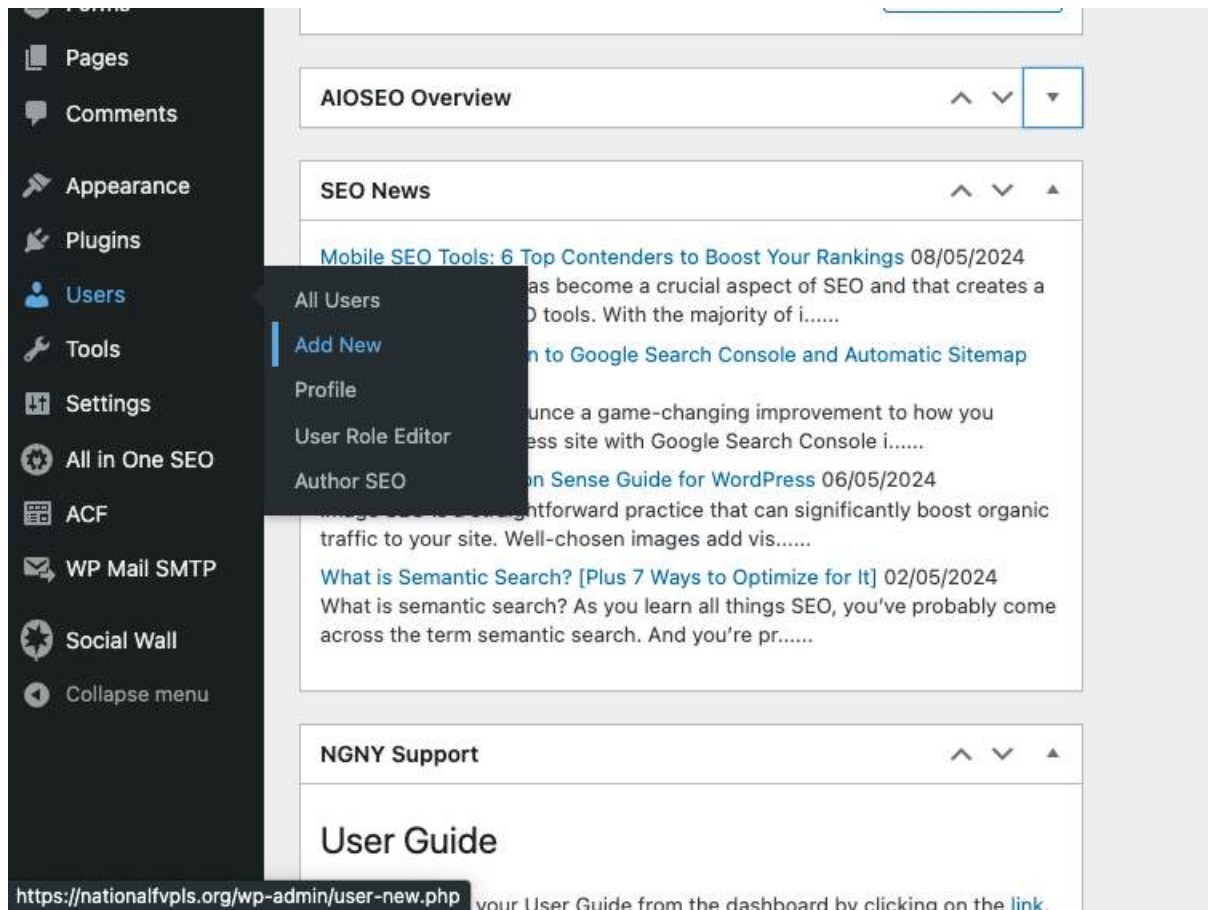 Forms
Pages
Comments
Appearance
Plugins
Users
Tools
Settings
All in One SEO
ACF
WP Mail SMTP
Social Wall
Collapse menu
All Users
Add New
Profile
User Role Editor
Author SEO
AIOSEO Overview
SEO News
Mobile SEO Tools: 6 Top Contenders to Boost Your Rankings 08/05/2024
as become a crucial aspect of SEO and that creates a
tools. With the majority of i......
n to Google Search Console and Automatic Sitemap
unce a game-changing improvement to how you
ess site with Google Search Console i......
on Sense Guide for WordPress 06/05/2024
traffic to your site. Well-chosen images add vis......
What is Semantic Search? [Plus 7 Ways to Optimize for It] 02/05/2024
What is semantic search? As you learn all things SEO, you've probably come
across the term semantic search. And you're pr......
NGNY Support
User Guide
your User Guide from the dashboard by clicking on the link.
https://nationalfvpls.org/wp-admin/user-new.php